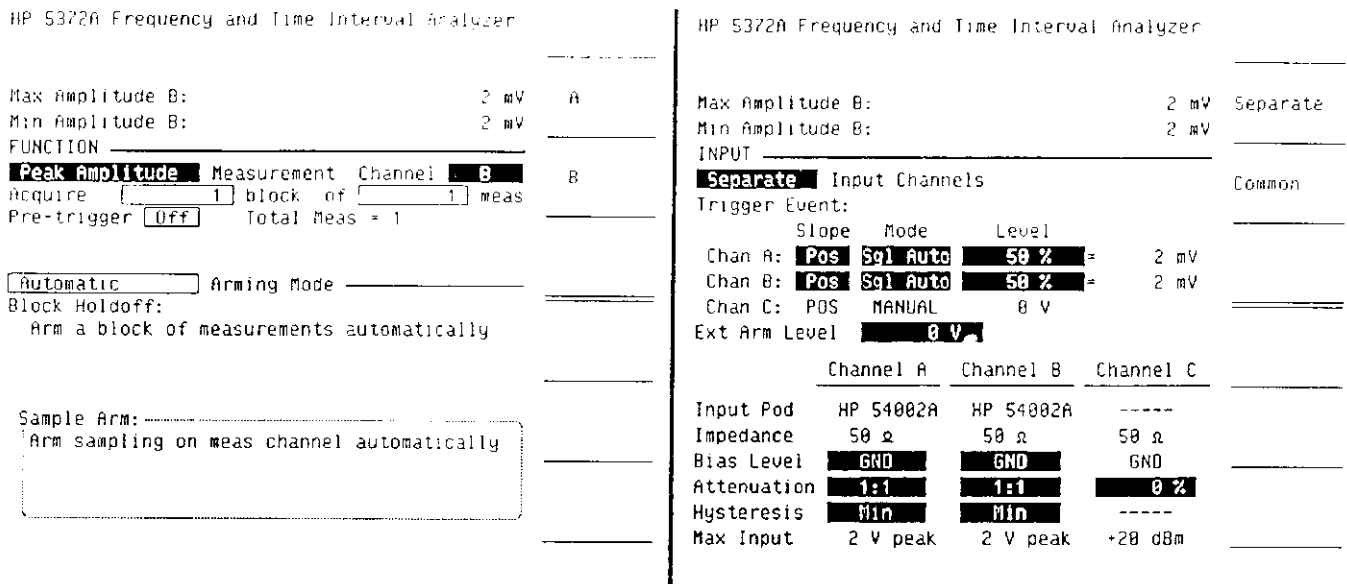 HP 5372A Frequency and Time Interval Analyzer
Max Amplitude B: 2 mV A
Min Amplitude B: 2 mV
FUNCTION
Peak Amplitude Measurement Channel B
B
Acquire 1 block of 1 meas
Pre-trigger Off Total Meas = 1
Automatic Arming Mode
Block Holdoff:
Arm a block of measurements automatically
Sample Arm:
Arm sampling on meas channel automatically
HP 5372A Frequency and Time Interval Analyzer
Max Amplitude B: 2 mV Separate
Min Amplitude B: 2 mV
INPUT
Separate Input Channels Common
Trigger Event:
Slope Mode Level
Chan A: Pos Sgl Auto 50 % = 2 mV
Chan B: Pos Sgl Auto 50 % = 2 mV
Chan C: POS MANUAL 0 V
Ext Arm Level 0 V
Channel A Channel B Channel C
Input Pod HP 54002A HP 54002A -----
Impedance 50 Ω 50 Ω 50 Ω
Bias Level GND GND GND
Attenuation 1:1 1:1 0 %
Hysteresis Min Min -----
Max Input 2 V peak 2 V peak +20 dBm